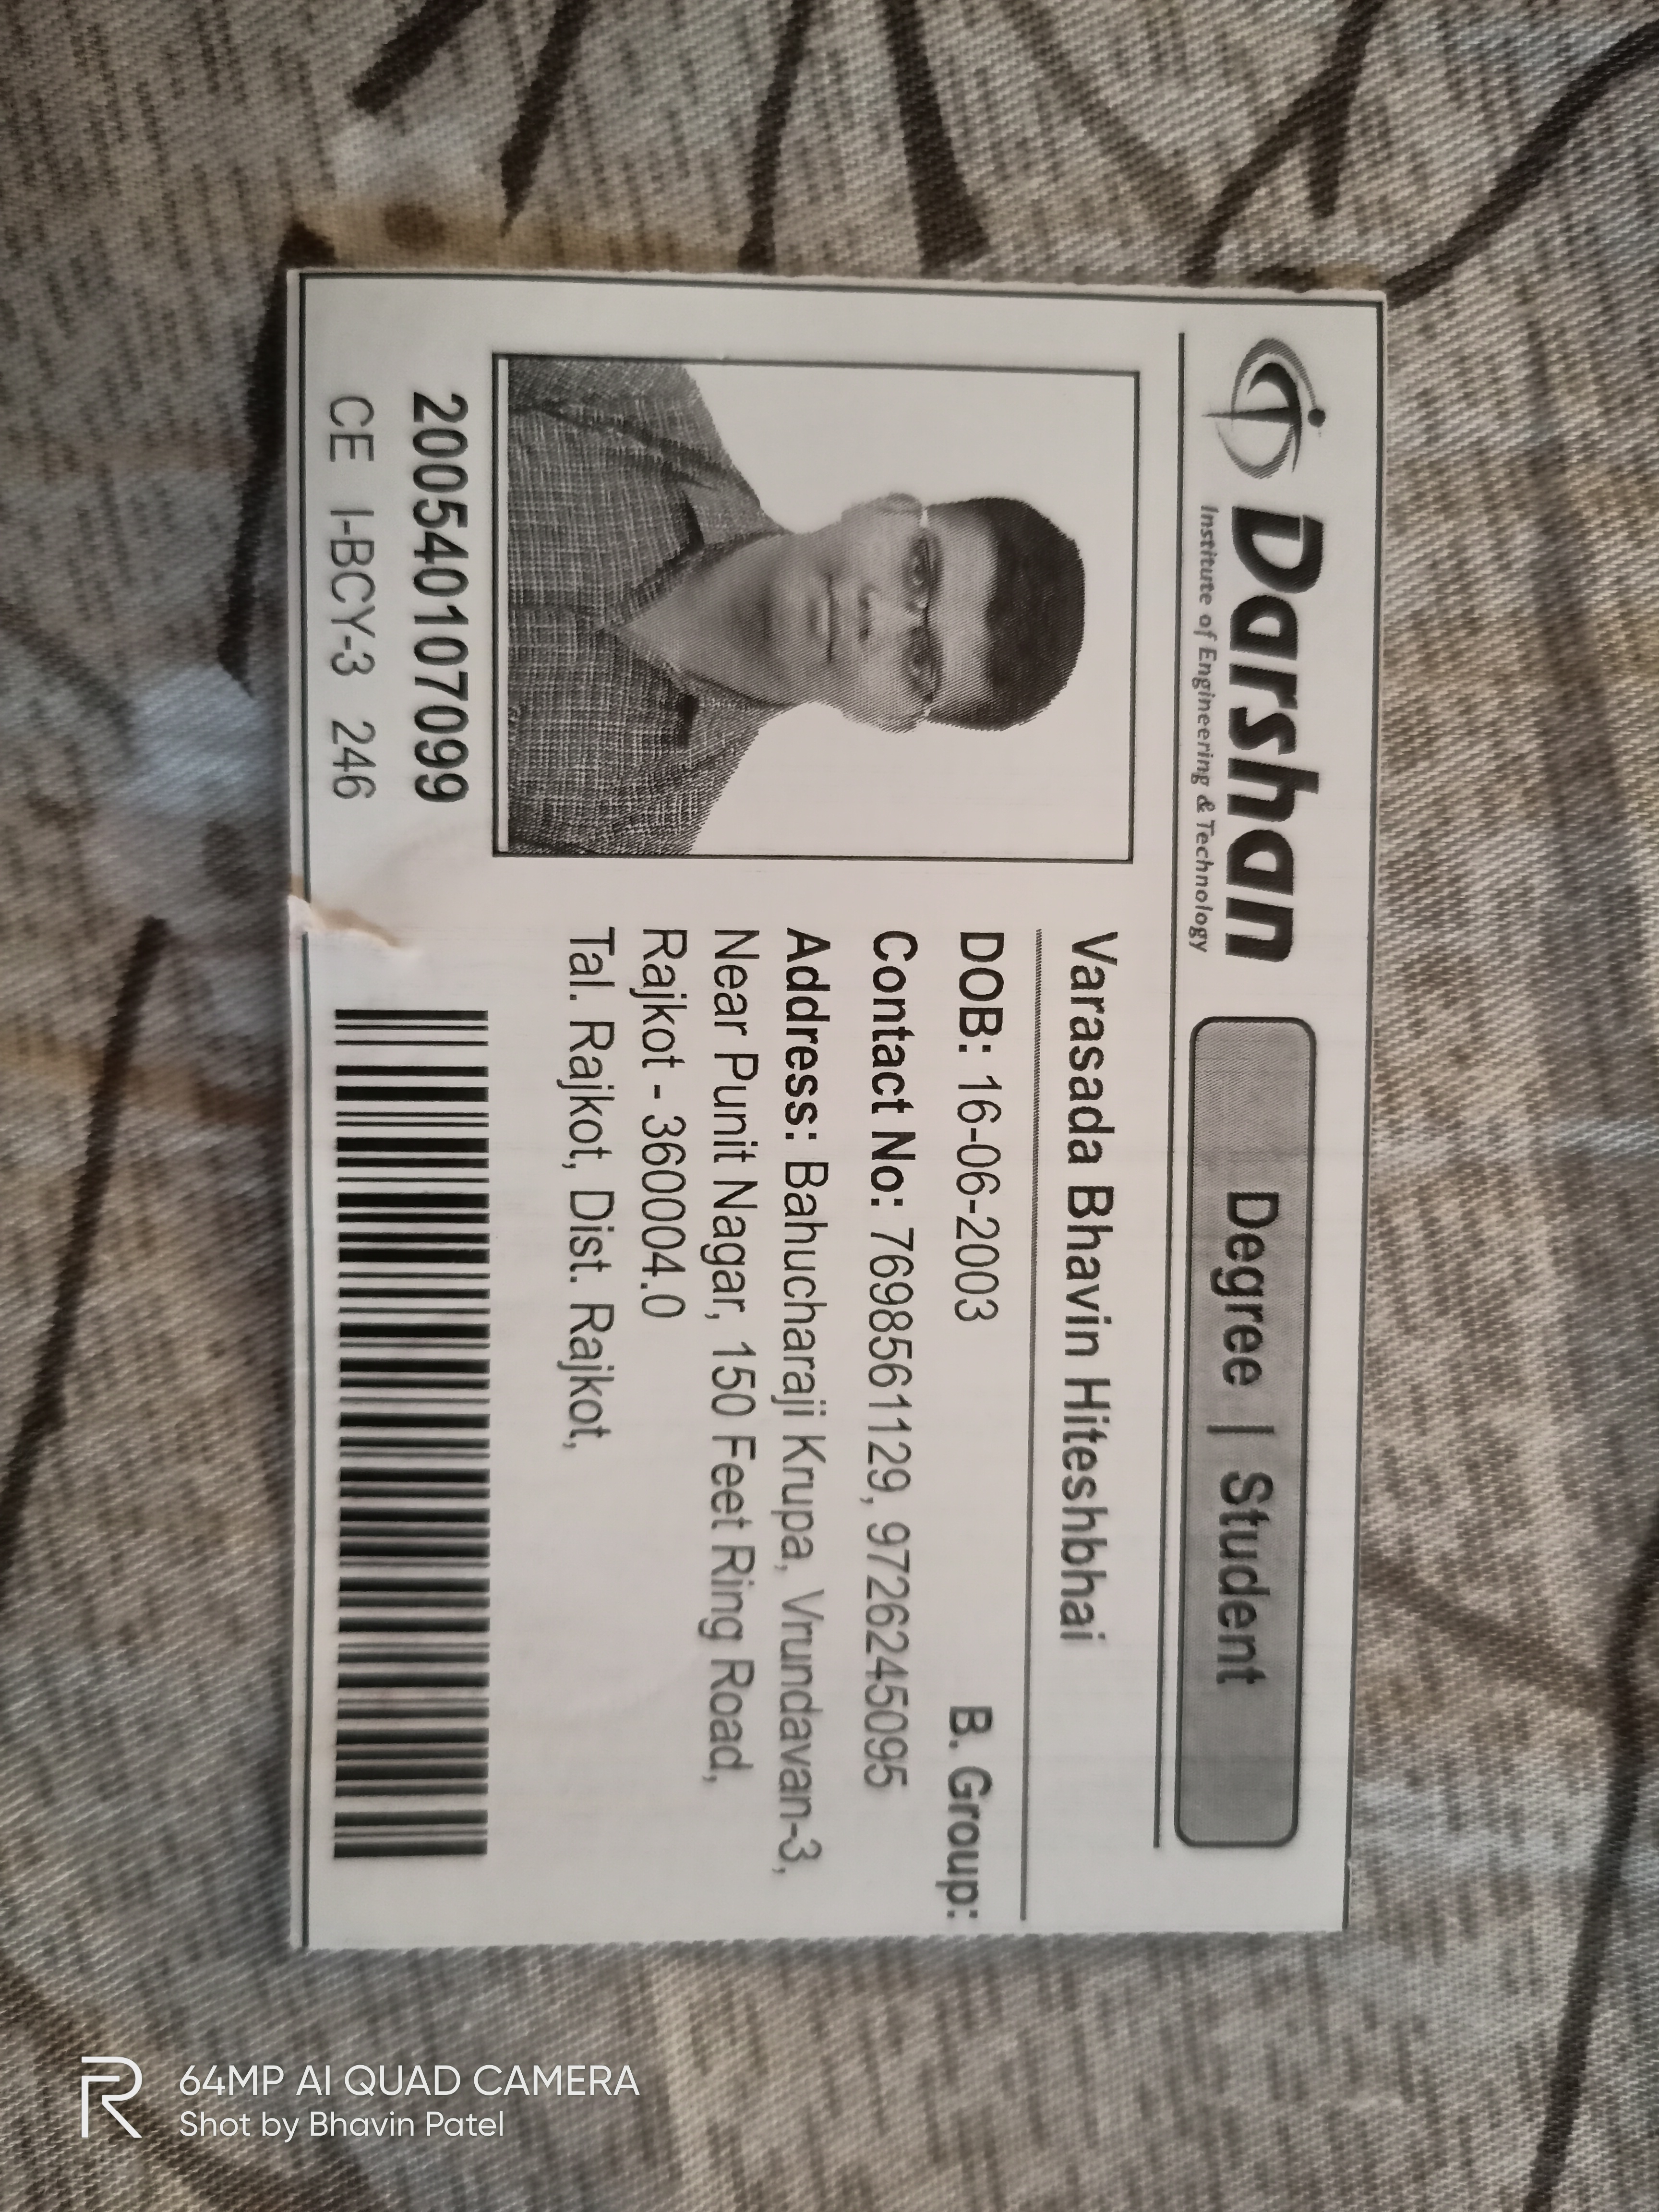 Darshan
Institute of Engineering & Technology
Degree | Student
Varasada Bhavin Hiteshbhai
DOB: 16-06-2003 B. Group:
Contact No: 7698561129, 9726245095
Address: Bahucharaji Krupa, Vrundavan-3,
Near Punit Nagar, 150 Feet Ring Road,
Rajkot - 360004.0
Tal. Rajkot, Dist. Rajkot,
200540107099
CE I-BCY-3 246
64MP AI QUAD CAMERA
Shot by Bhavin Patel